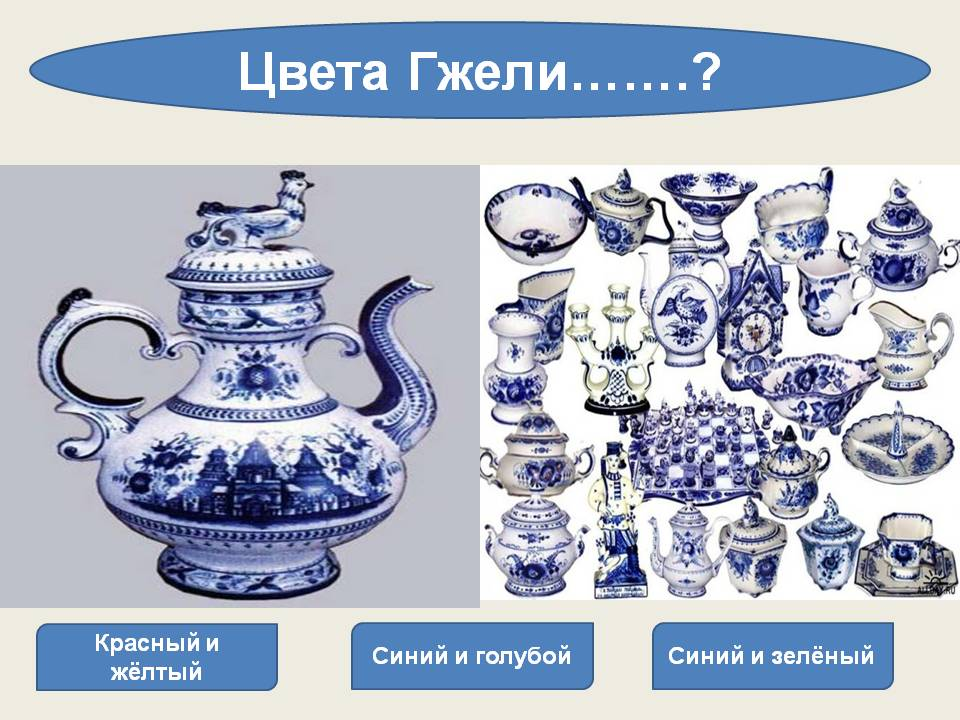 Цвета Гжели.......?
Красный и
жёлтый
Синий и голубой
Синий и зелёный